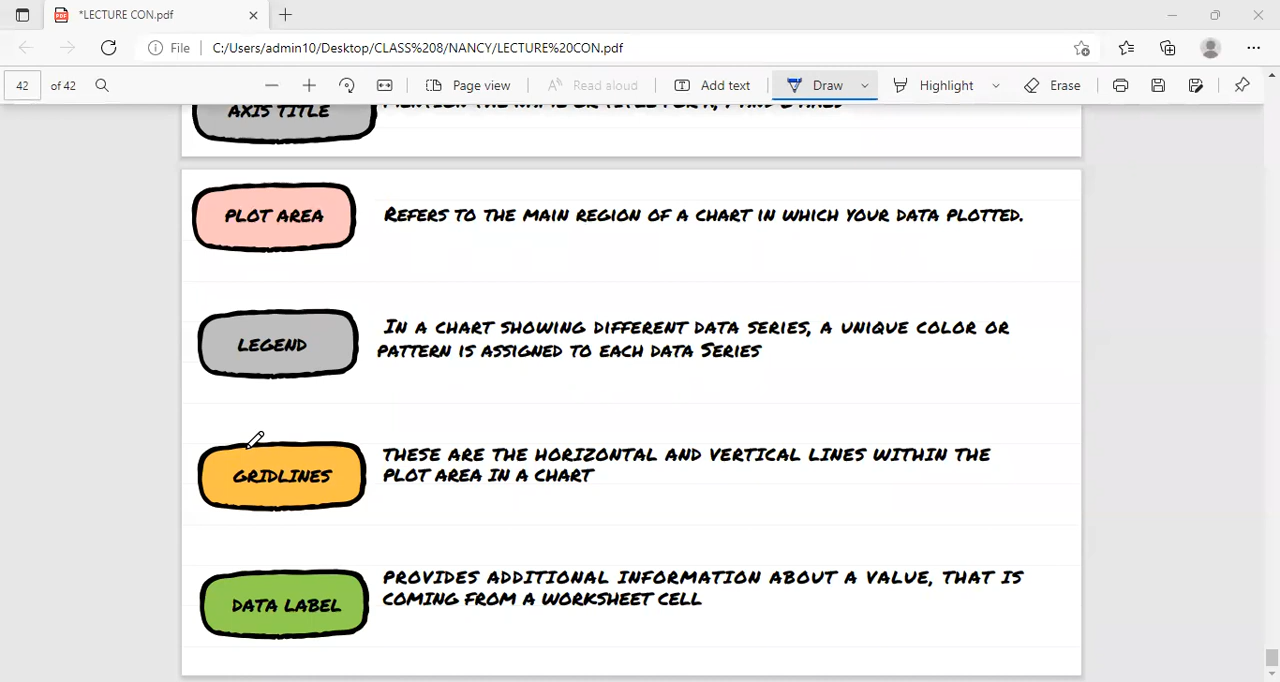 *LECTURE CON.pdf
File C:/Users/admin10/Desktop/CLASS%208/NANCY/LECTURE%20CON.pdf
42 of 42 Page view Read aloud Add text Draw Highlight Erase
AXIS TITLE
PLOT AREA REFERS TO THE MAIN REGION OF A CHART IN WHICH YOUR DATA PLOTTED.
LEGEND IN A CHART SHOWING DIFFERENT DATA SERIES, A UNIQUE COLOR OR
PATTERN IS ASSIGNED TO EACH DATA SERIES
GRIDLINES THESE ARE THE HORIZONTAL AND VERTICAL LINES WITHIN THE
PLOT AREA IN A CHART
DATA LABEL PROVIDES ADDITIONAL INFORMATION ABOUT A VALUE, THAT IS
COMING FROM A WORKSHEET CELL